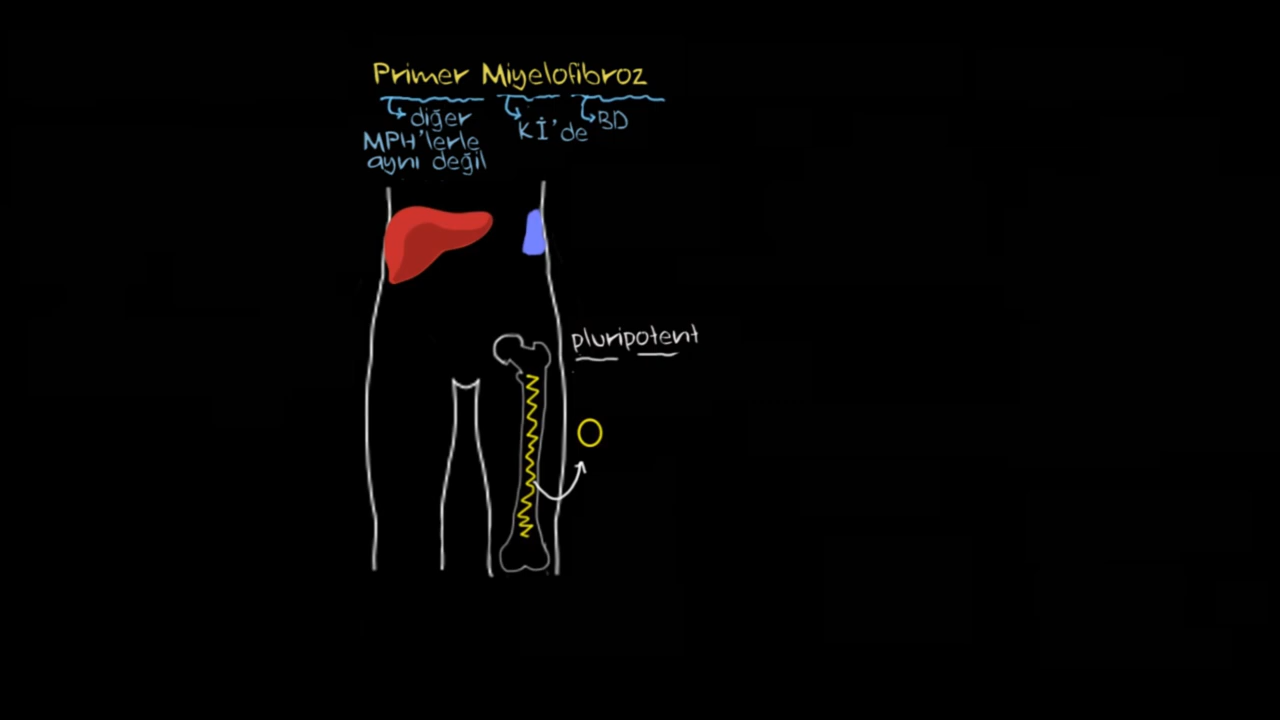 Primer Miyelofibroz
diğer
MPH'lerle
aynı değil
Kİ'de
BD
pluripotent